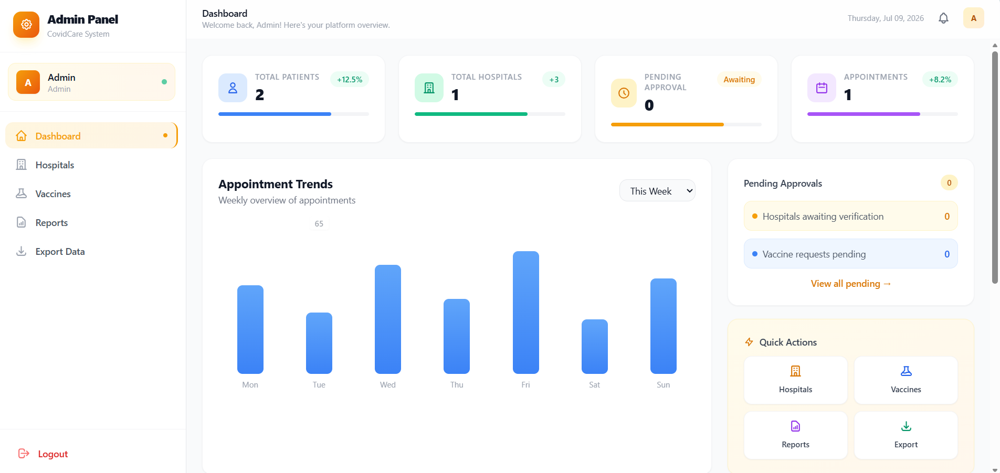 Admin Panel
CovidCare System
A
Admin
Admin
Dashboard
Hospitals
Vaccines
Reports
Export Data
Logout
Dashboard
Welcome back, Admin! Here's your platform overview.
Thursday, Jul 09, 2026
A
TOTAL PATIENTS
+12.5%
2
TOTAL HOSPITALS
+3
1
PENDING
APPROVAL
Awaiting
0
APPOINTMENTS
+8.2%
1
Appointment Trends
Weekly overview of appointments
This Week
65
Mon
Tue
Wed
Thu
Fri
Sat
Sun
Pending Approvals
0
Hospitals awaiting verification
0
Vaccine requests pending
0
View all pending →
Quick Actions
Hospitals
Vaccines
Reports
Export